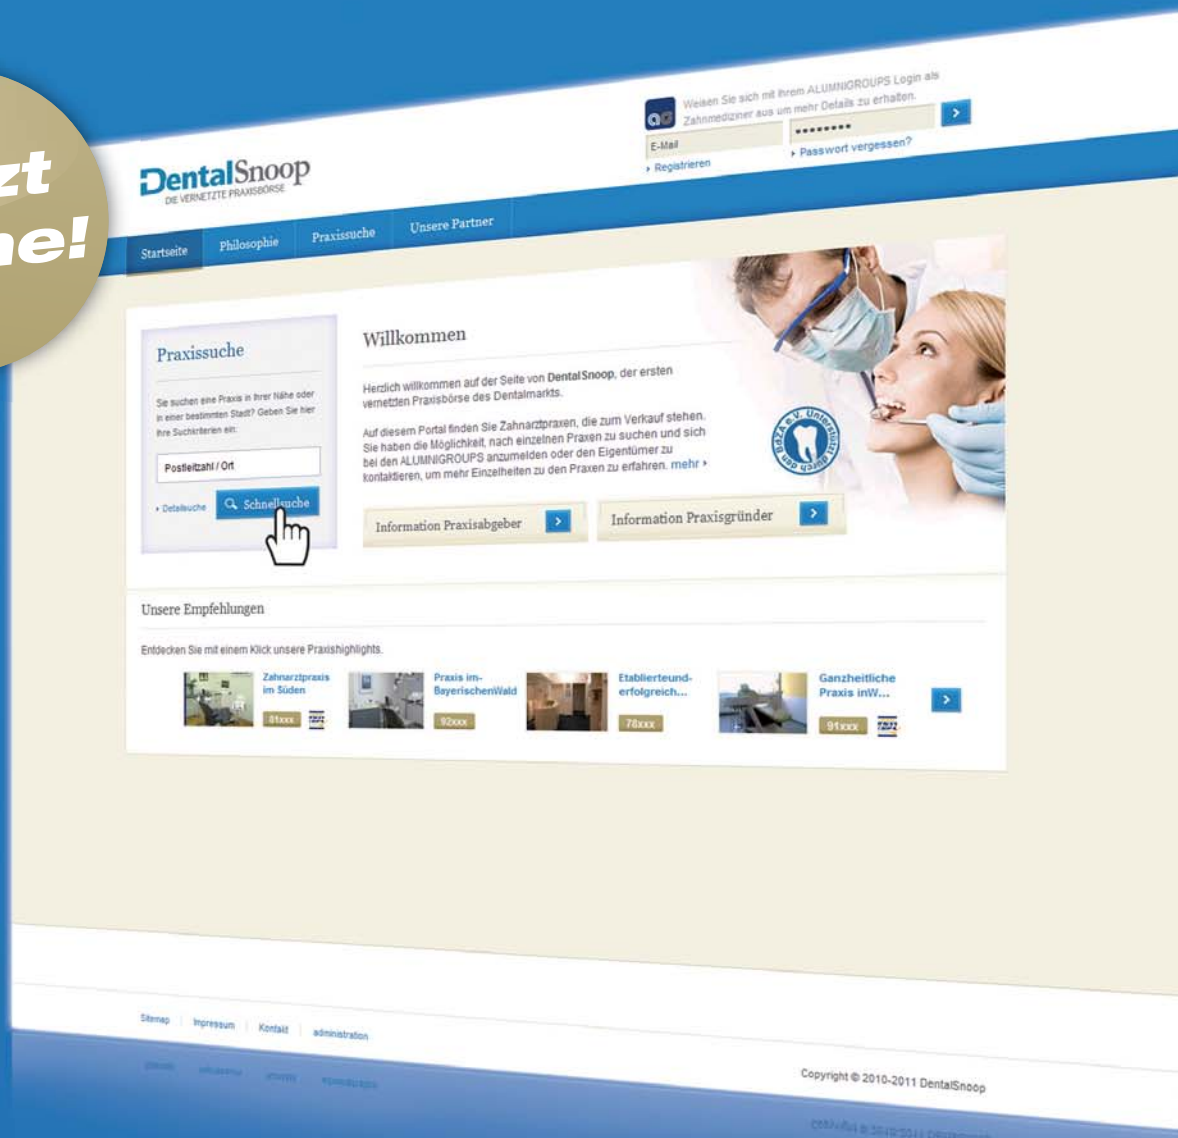 zt
ne!
Weisen Sie sich mit Ihrem ALUMNIGROUPS Login als
Zahnmediziner aus um mehr Details zu erhalten.
E-Mail
Registrieren
Passwort vergessen?
DentalSnoop
DIE VERNETZTE PRAXISBÖRSE
Startseite
Philosophie
Praxissuche
Unsere Partner
Praxissuche
Sie suchen eine Praxis in Ihrer Nähe oder
in einer bestimmten Stadt? Geben Sie hier
Ihre Suchkriterien ein:
Postleitzahl / Ort
Detailsuche
Schnellsuche
Willkommen
Herzlich willkommen auf der Seite von DentalSnoop, der ersten
vernetzten Praxisbörse des Dentalmarkts.
Auf diesem Portal finden Sie Zahnarztpraxen, die zum Verkauf stehen.
Sie haben die Möglichkeit, nach einzelnen Praxen zu suchen und sich
bei den ALUMNIGROUPS anzumelden oder den Eigentümer zu
kontaktieren, um mehr Einzelheiten zu den Praxen zu erfahren. mehr
Unterstützt durch den BdZA e.V.
Information Praxisabgeber
Information Praxisgründer
Unsere Empfehlungen
Entdecken Sie mit einem Klick unsere Praxishighlights.
Zahnarztpraxis
im Süden
81xxx
Praxis im-
BayerischenWald
92xxx
Etablierteund-
erfolgreich...
78xxx
Ganzheitliche
Praxis inW...
91xxx
Sitemap
Impressum
Kontakt
administration
Copyright © 2010-2011 DentalSnoop